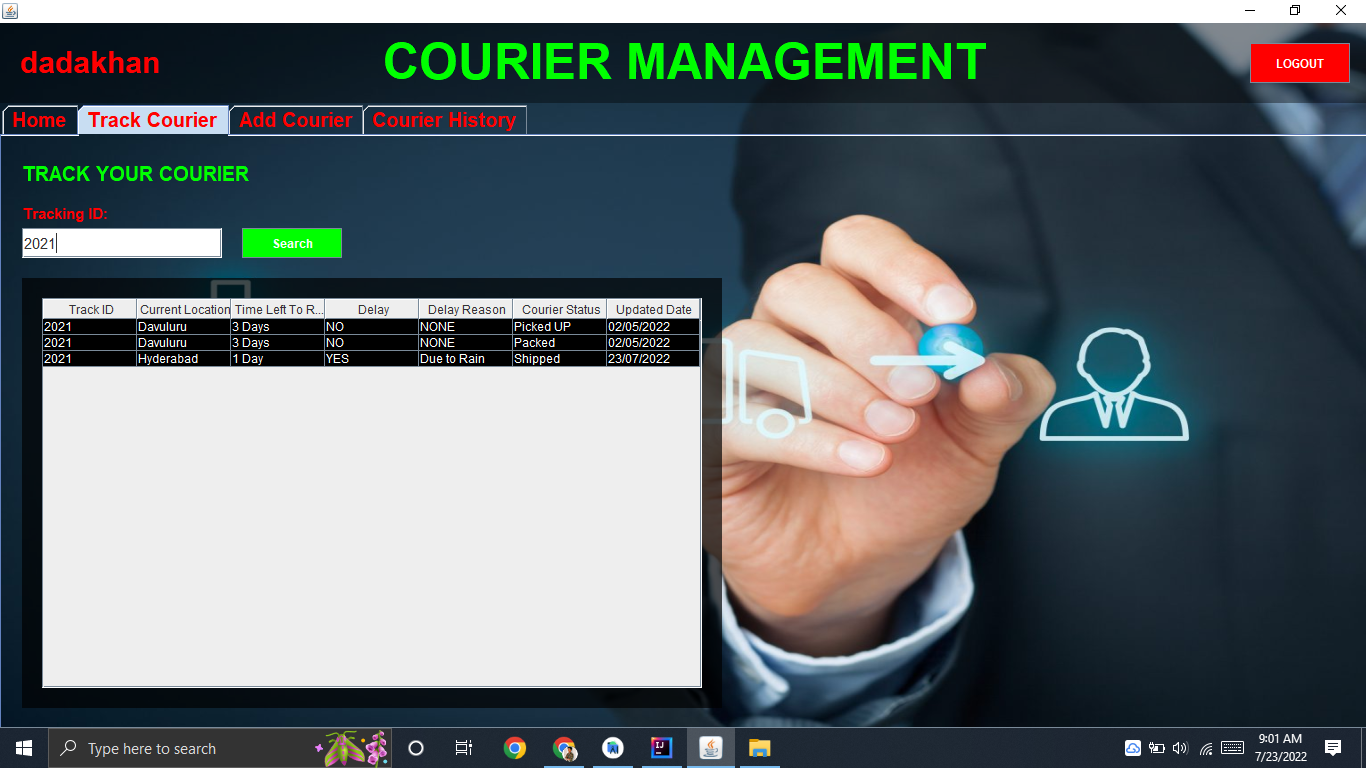 dadakhan
COURIER MANAGEMENT
LOGOUT
Home Track Courier Add Courier Courier History
TRACK YOUR COURIER
Tracking ID:
2021 Search
Track ID Current Location Time Left To R... Delay Delay Reason Courier Status Updated Date
2021 Davuluru 3 Days NO NONE Picked UP 02/05/2022
2021 Davuluru 3 Days NO NONE Packed 02/05/2022
2021 Hyderabad 1 Day YES Due to Rain Shipped 23/07/2022
Type here to search
IJ
9:01 AM
7/23/2022